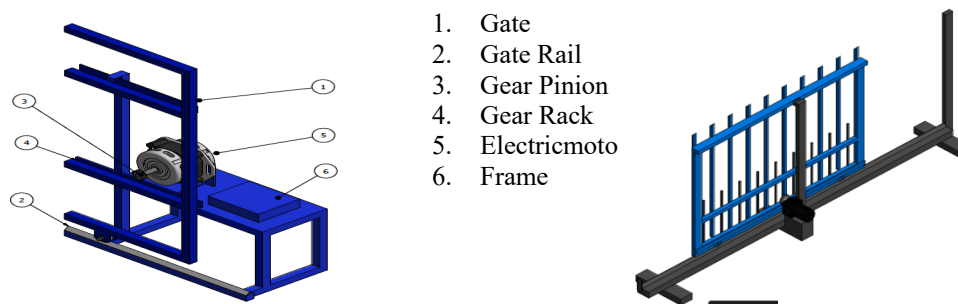 1. Gate
2. Gate Rail
3. Gear Pinion
4. Gear Rack
5. Electricmoto
6. Frame
1
3
5
4
6
2